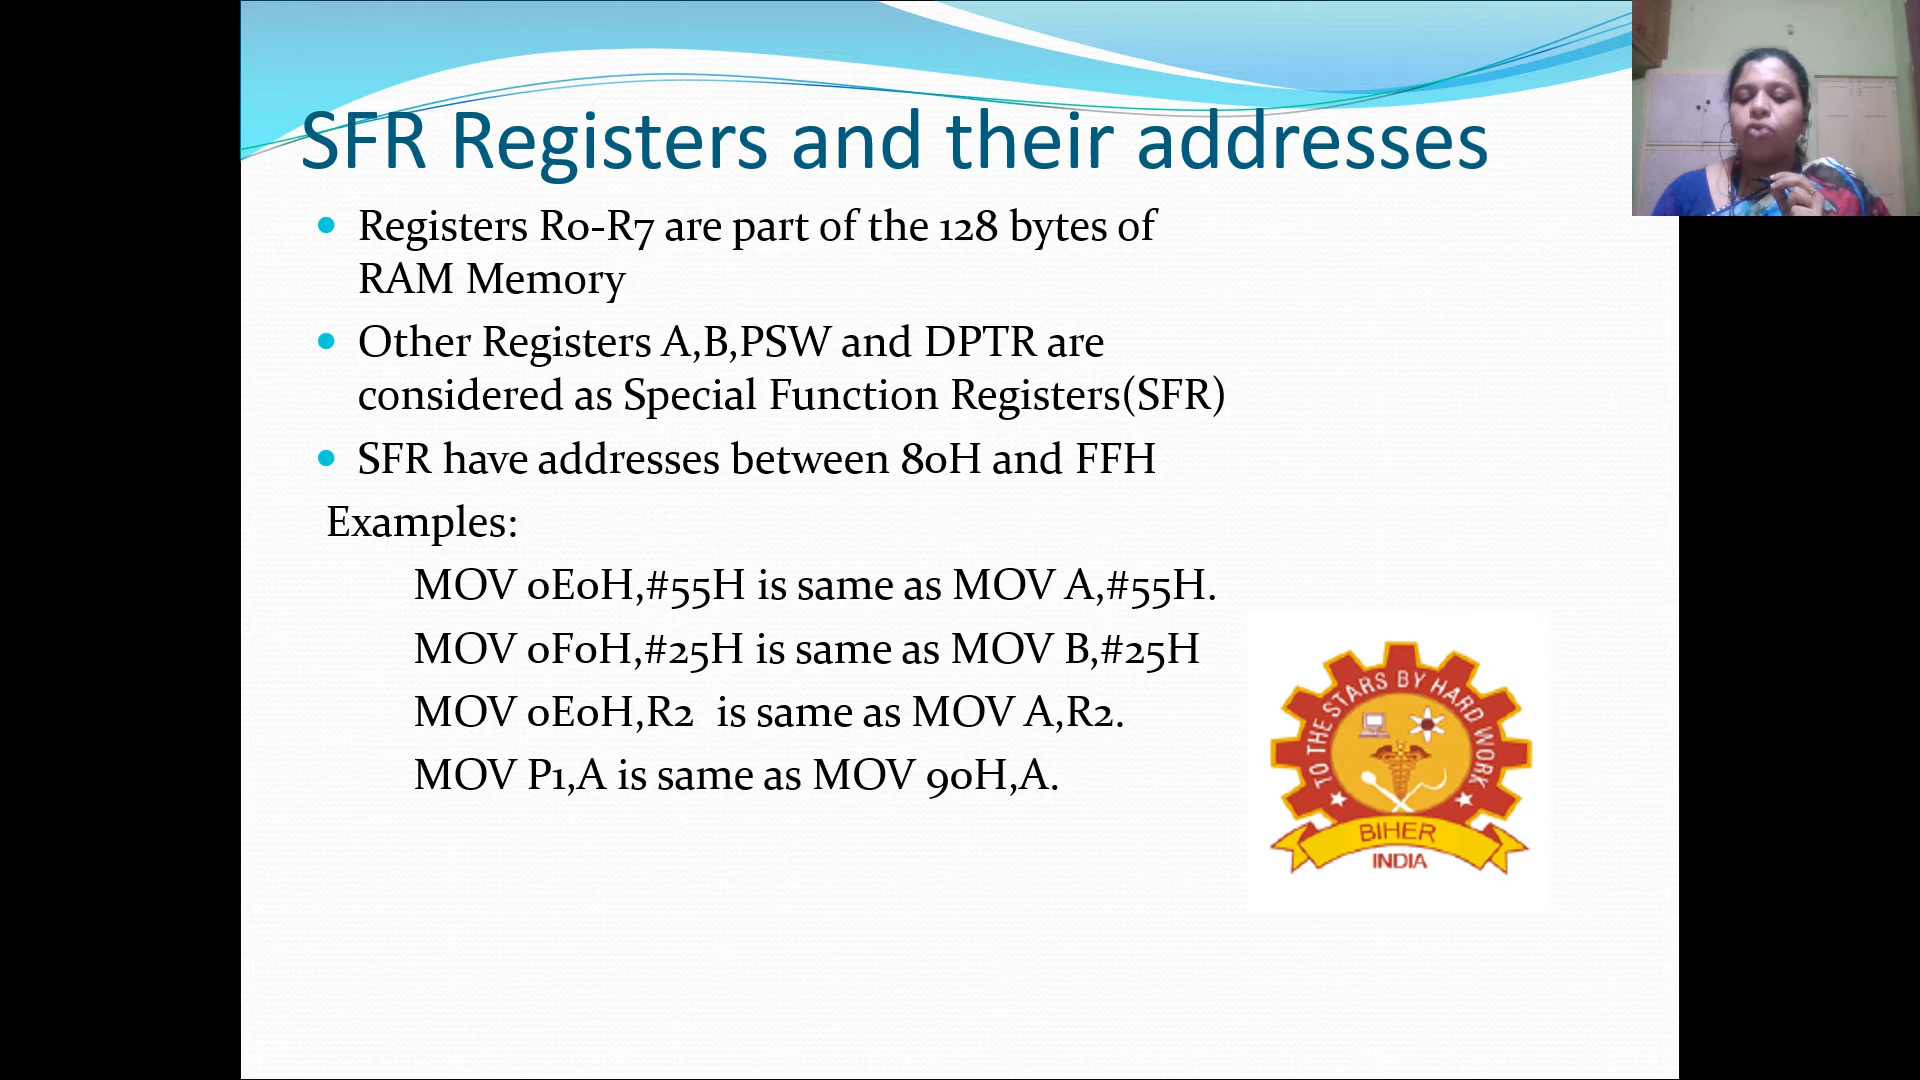 SFR Registers and their addresses
Registers R0-R7 are part of the 128 bytes of
RAM Memory
Other Registers A,B,PSW and DPTR are
considered as Special Function Registers(SFR)
SFR have addresses between 80H and FFH
Examples:
MOV 0E0H,#55H is same as MOV A,#55H.
MOV 0F0H,#25H is same as MOV B,#25H
MOV 0E0H,R2 is same as MOV A,R2.
MOV P1,A is same as MOV 90H,A.
TO THE STARS BY HARD WORK
BIHER
INDIA